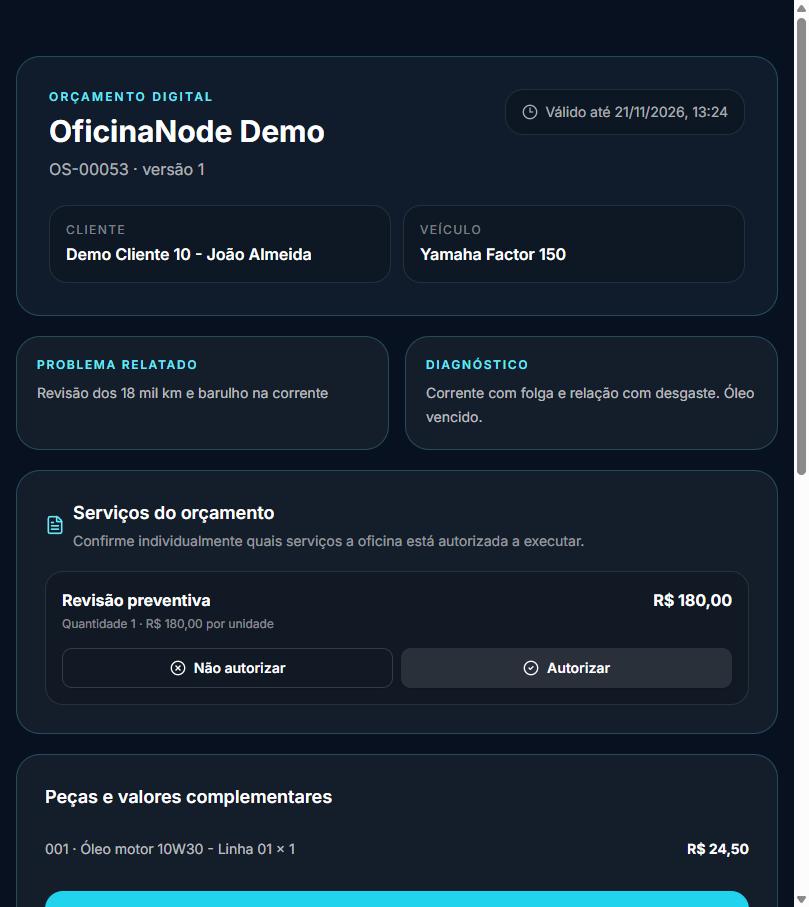 ORÇAMENTO DIGITAL
OficinaNode Demo
OS-00053 · versão 1
Válido até 21/11/2026, 13:24
CLIENTE
Demo Cliente 10 - João Almeida
VEÍCULO
Yamaha Factor 150
PROBLEMA RELATADO
Revisão dos 18 mil km e barulho na corrente
DIAGNÓSTICO
Corrente com folga e relação com desgaste. Óleo
vencido.
Serviços do orçamento
Confirme individualmente quais serviços a oficina está autorizada a executar.
Revisão preventiva
R$ 180,00
Quantidade 1 · R$ 180,00 por unidade
Não autorizar
Autorizar
Peças e valores complementares
001 · Óleo motor 10W30 - Linha 01 × 1
R$ 24,50